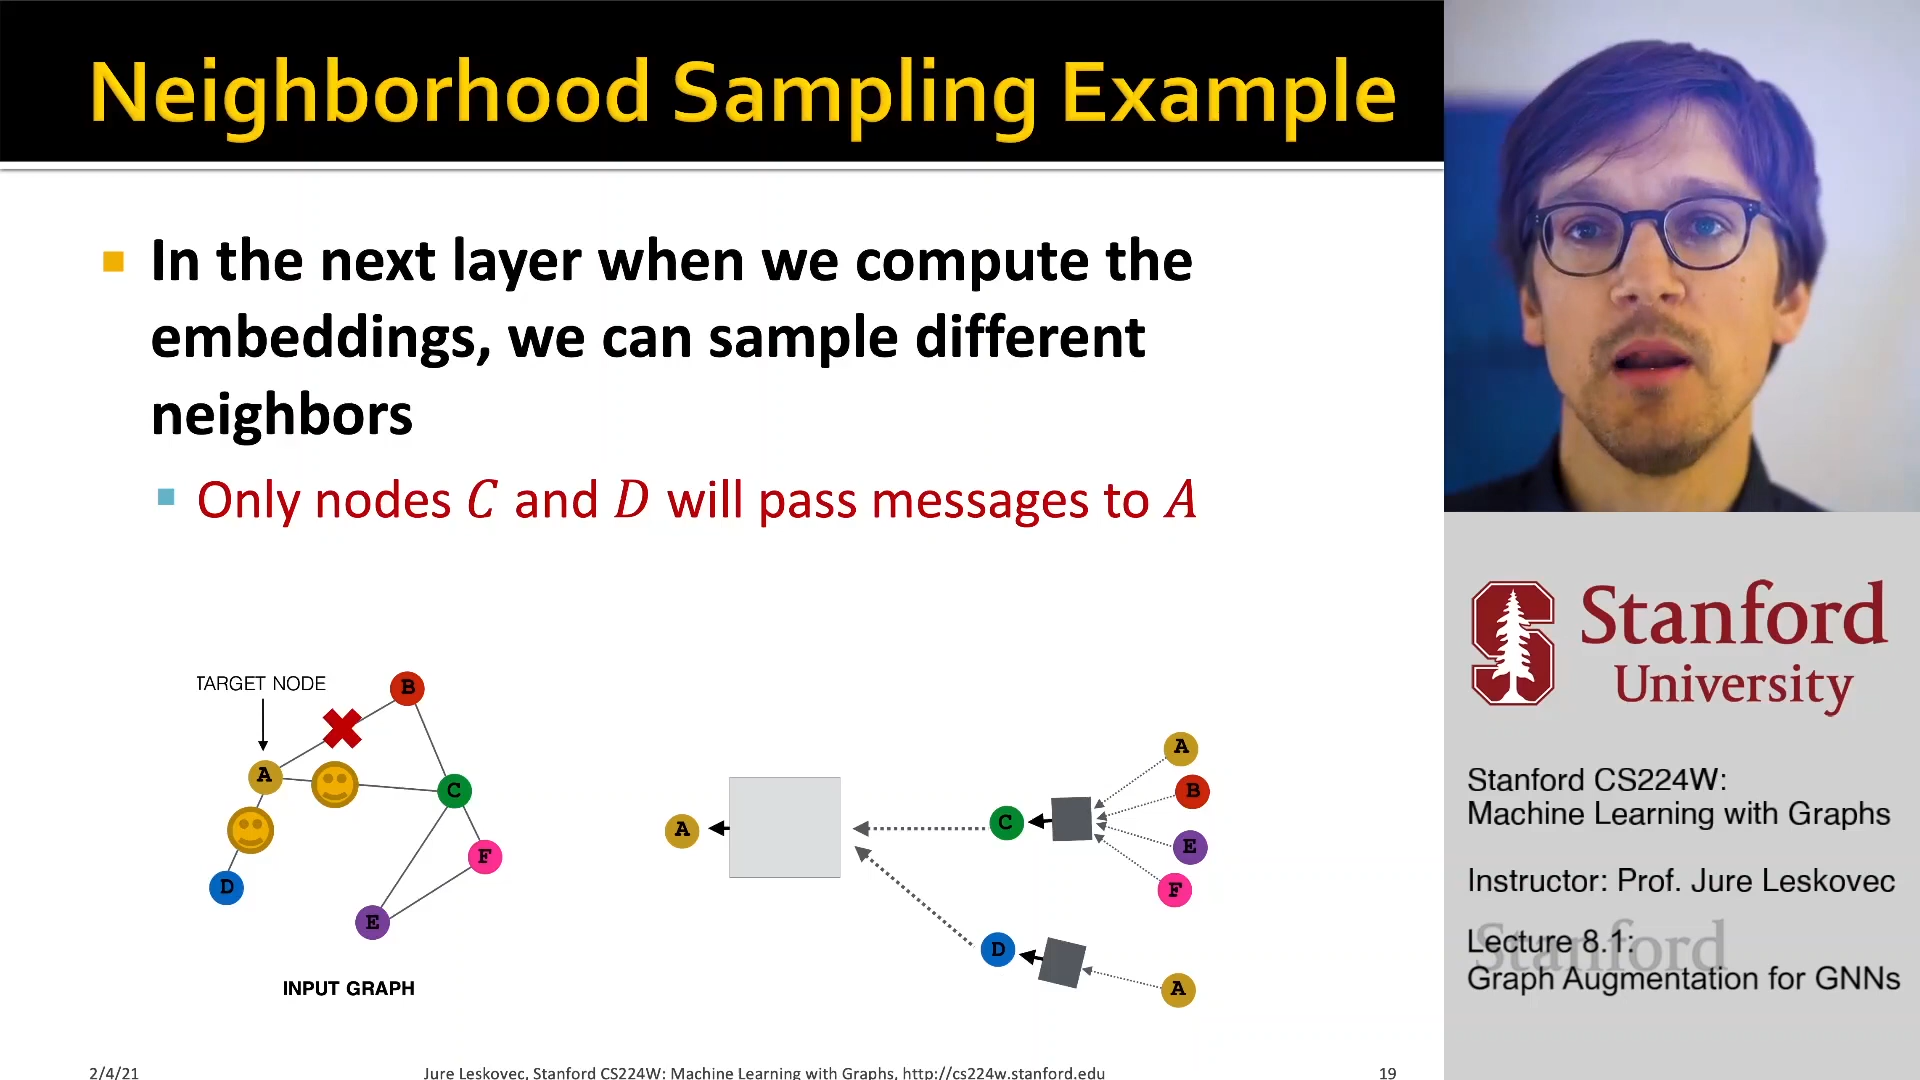 Neighborhood Sampling Example
In the next layer when we compute the
embeddings, we can sample different
neighbors
Only nodes C and D will pass messages to A
TARGET NODE
B
A
C
F
D
E
INPUT GRAPH
A
C
D
A
B
E
F
A
2/4/21
Jure Leskovec, Stanford CS224W: Machine Learning with Graphs, http://cs224w.stanford.edu
19
S
Stanford
University
Stanford CS224W:
Machine Learning with Graphs
Instructor: Prof. Jure Leskovec
Stanford
Lecture 8.1:
Graph Augmentation for GNNs